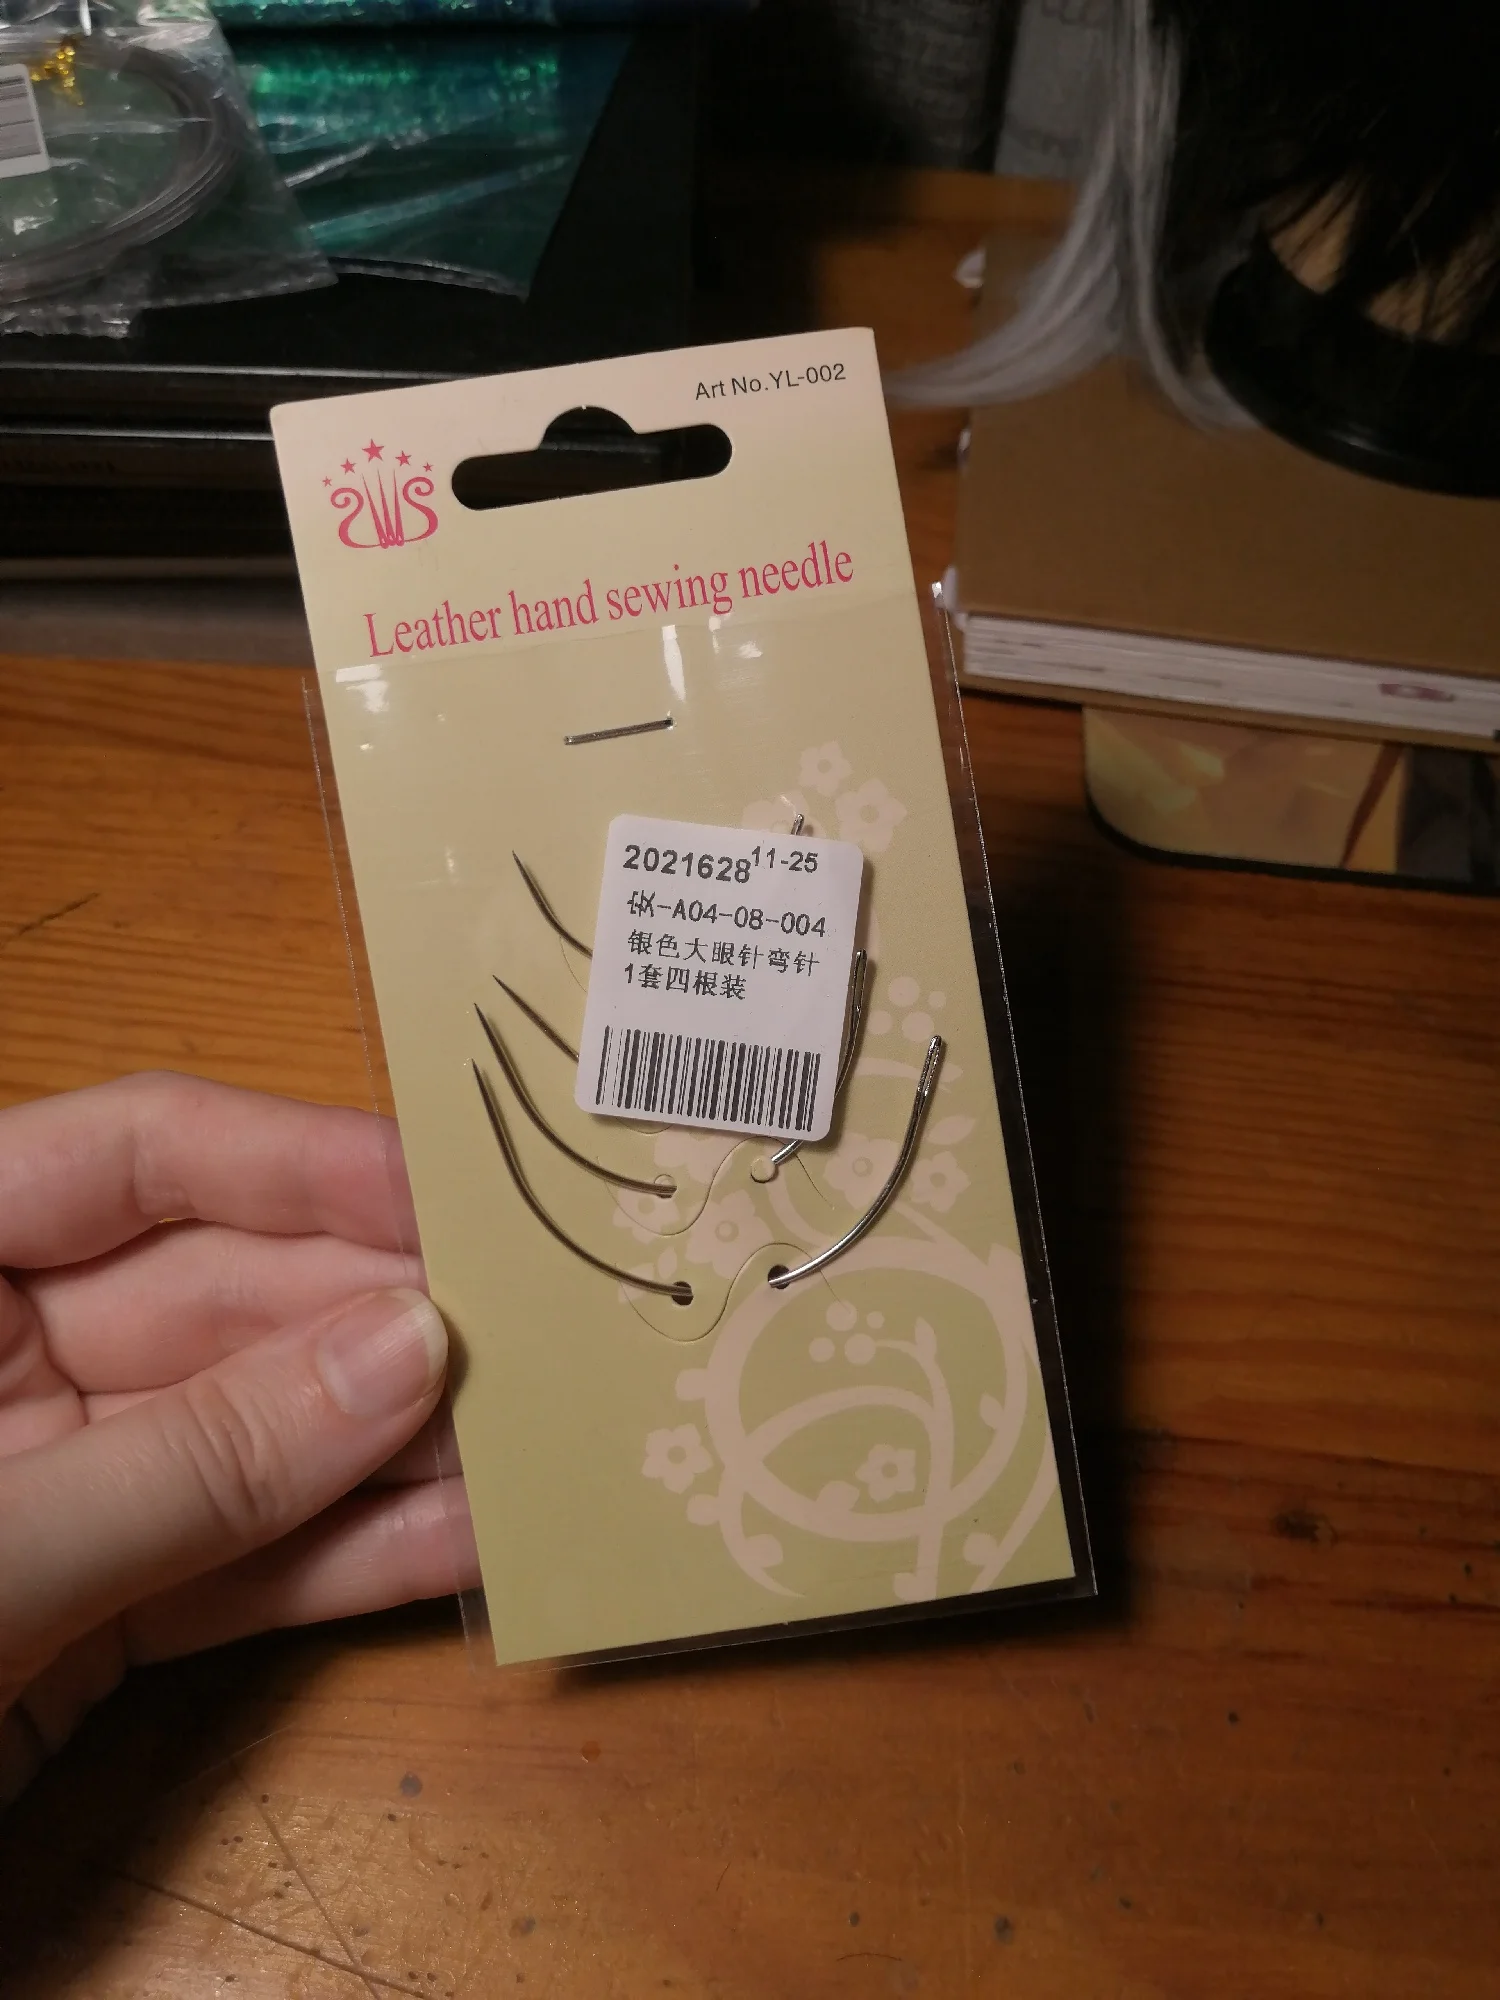 Art No.YL-002
Leather hand sewing needle
2021628 11-25
-A04-08-004
银色大眼针弯针
1套四根装